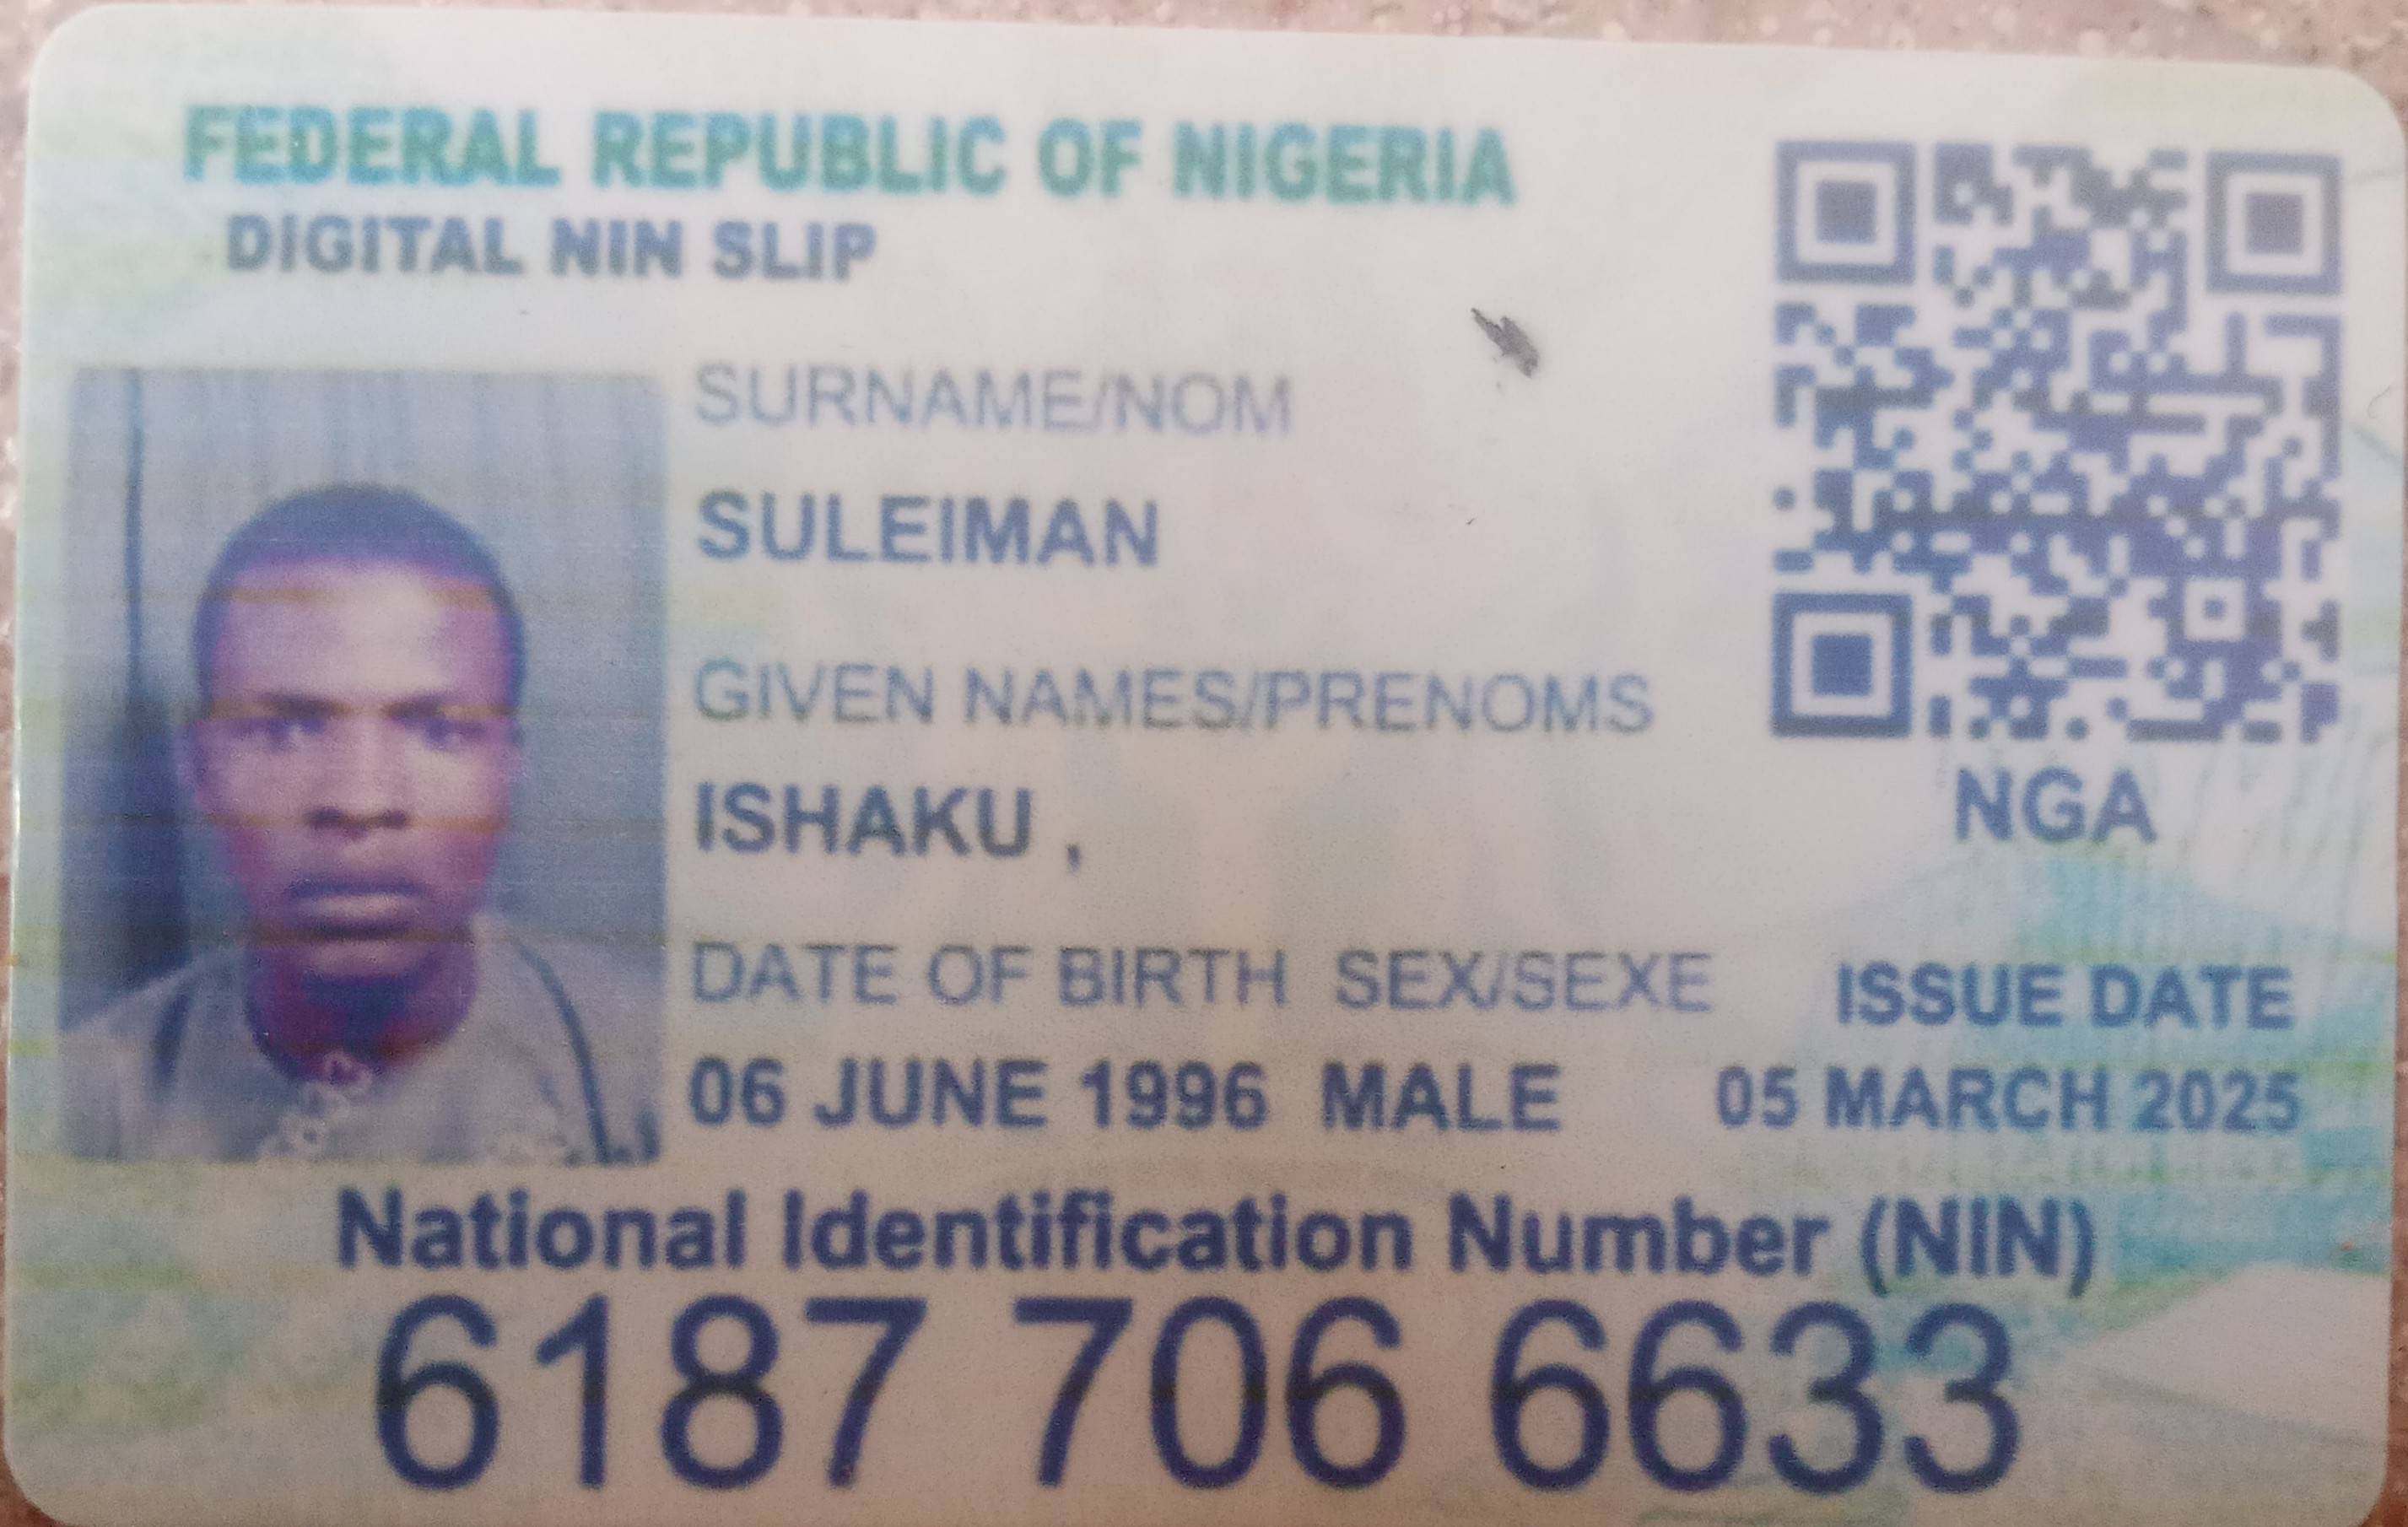 FEDERAL REPUBLIC OF NIGERIA
DIGITAL NIN SLIP
SURNAME/NOM
SULEIMAN
GIVEN NAMES/PRENOMS
ISHAKU ,
NGA
DATE OF BIRTH SEX/SEXE ISSUE DATE
06 JUNE 1996 MALE 05 MARCH 2025
National Identification Number (NIN)
6187 706 6633